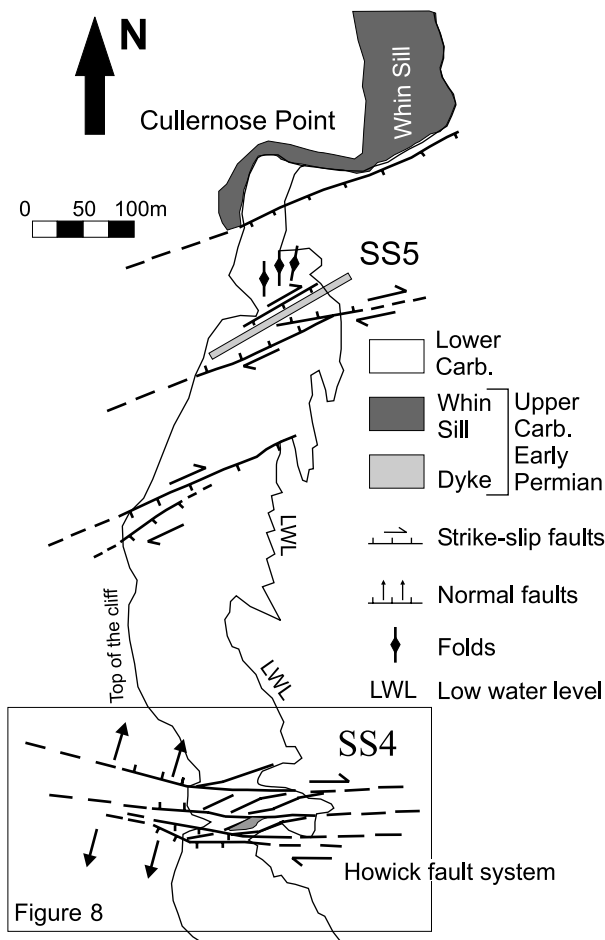 N
Whin Sill
Cullernose Point
0 50 100m
SS5
Lower
Carb.
Whin
Sill
Upper
Carb.
Early
Permian
Dyke
LWL
Strike-slip faults
Normal faults
Folds
LWL Low water level
Top of the cliff
LWL
SS4
Howick fault system
Figure 8